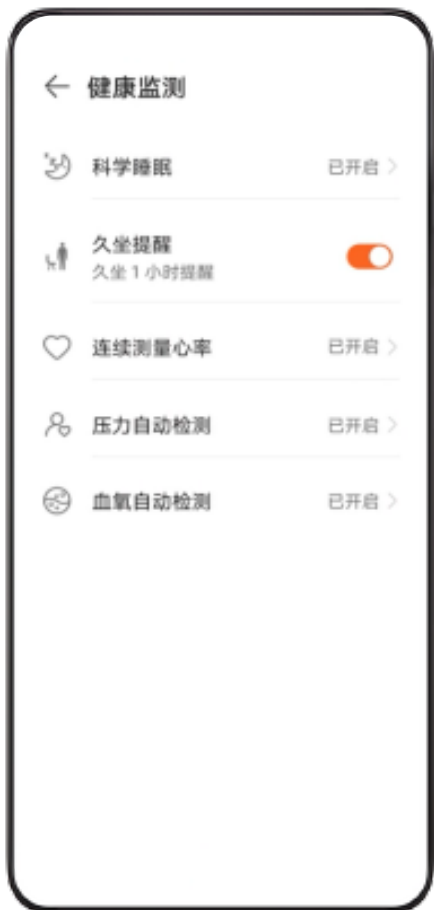 健康监测
科学睡眠 已开启
久坐提醒
久坐 1 小时提醒
连续测量心率 已开启
压力自动检测 已开启
血氧自动检测 已开启